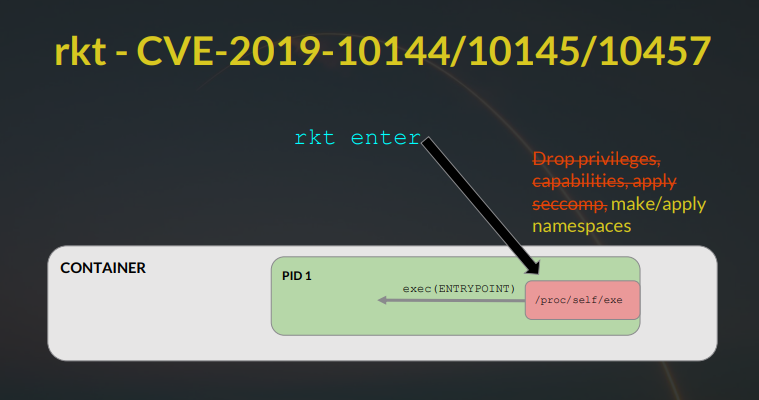 rkt - CVE-2019-10144/10145/10457
rkt enter
Drop privileges,
capabilities, apply
seccomp, make/apply
namespaces
CONTAINER
PID 1
exec(ENTRYPOINT)
/proc/self/exe